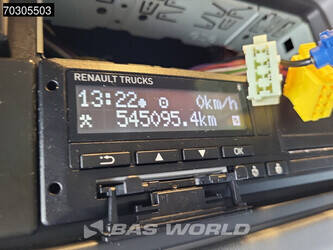 70305503
RENAULT TRUCKS
13:22 0km/h
545095.4km
OK
BAS WORLD